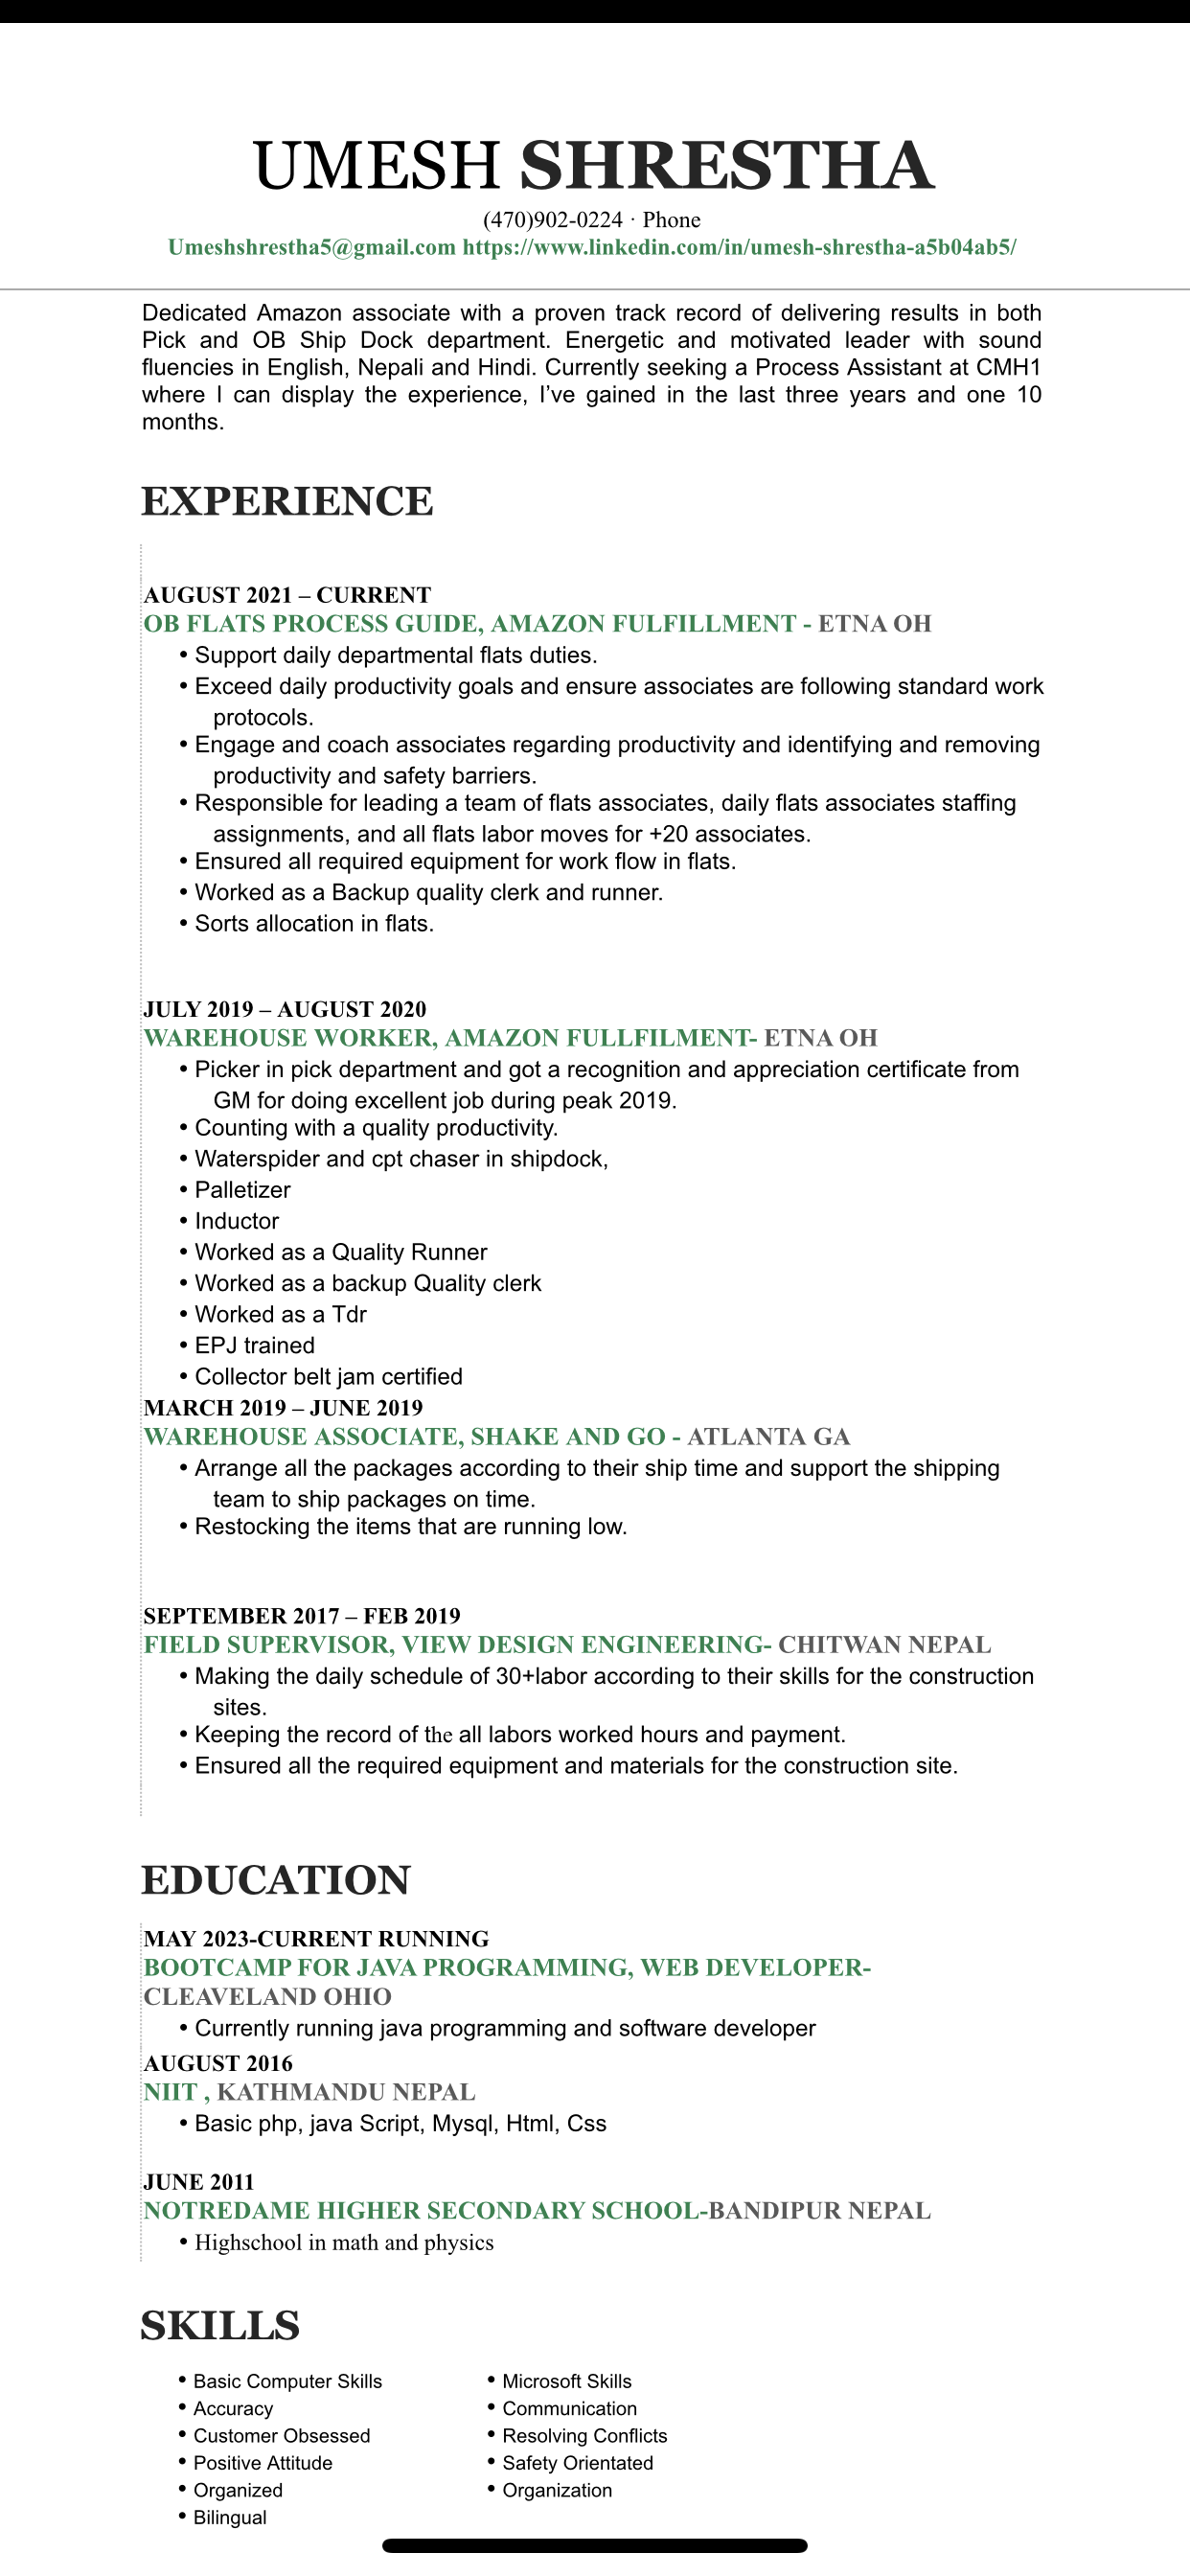 UMESH SHRESTHA
(470)902-0224 · Phone
Umeshshrestha5@gmail.com https://www.linkedin.com/in/umesh-shrestha-a5b04ab5/
Dedicated Amazon associate with a proven track record of delivering results in both
Pick and OB Ship Dock department. Energetic and motivated leader with sound
fluencies in English, Nepali and Hindi. Currently seeking a Process Assistant at CMH1
where I can display the experience, I’ve gained in the last three years and one 10
months.
EXPERIENCE
AUGUST 2021 – CURRENT
OB FLATS PROCESS GUIDE, AMAZON FULFILLMENT - ETNA OH
• Support daily departmental flats duties.
• Exceed daily productivity goals and ensure associates are following standard work
protocols.
• Engage and coach associates regarding productivity and identifying and removing
productivity and safety barriers.
• Responsible for leading a team of flats associates, daily flats associates staffing
assignments, and all flats labor moves for +20 associates.
• Ensured all required equipment for work flow in flats.
• Worked as a Backup quality clerk and runner.
• Sorts allocation in flats.
JULY 2019 – AUGUST 2020
WAREHOUSE WORKER, AMAZON FULLFILMENT- ETNA OH
• Picker in pick department and got a recognition and appreciation certificate from
GM for doing excellent job during peak 2019.
• Counting with a quality productivity.
• Waterspider and cpt chaser in shipdock,
• Palletizer
• Inductor
• Worked as a Quality Runner
• Worked as a backup Quality clerk
• Worked as a Tdr
• EPJ trained
• Collector belt jam certified
MARCH 2019 – JUNE 2019
WAREHOUSE ASSOCIATE, SHAKE AND GO - ATLANTA GA
• Arrange all the packages according to their ship time and support the shipping
team to ship packages on time.
• Restocking the items that are running low.
SEPTEMBER 2017 – FEB 2019
FIELD SUPERVISOR, VIEW DESIGN ENGINEERING- CHITWAN NEPAL
• Making the daily schedule of 30+labor according to their skills for the construction
sites.
• Keeping the record of the all labors worked hours and payment.
• Ensured all the required equipment and materials for the construction site.
EDUCATION
MAY 2023-CURRENT RUNNING
BOOTCAMP FOR JAVA PROGRAMMING, WEB DEVELOPER-
CLEAVELAND OHIO
• Currently running java programming and software developer
AUGUST 2016
NIIT , KATHMANDU NEPAL
• Basic php, java Script, Mysql, Html, Css
JUNE 2011
NOTREDAME HIGHER SECONDARY SCHOOL-BANDIPUR NEPAL
• Highschool in math and physics
SKILLS
• Basic Computer Skills
• Accuracy
• Customer Obsessed
• Positive Attitude
• Organized
• Bilingual
• Microsoft Skills
• Communication
• Resolving Conflicts
• Safety Orientated
• Organization